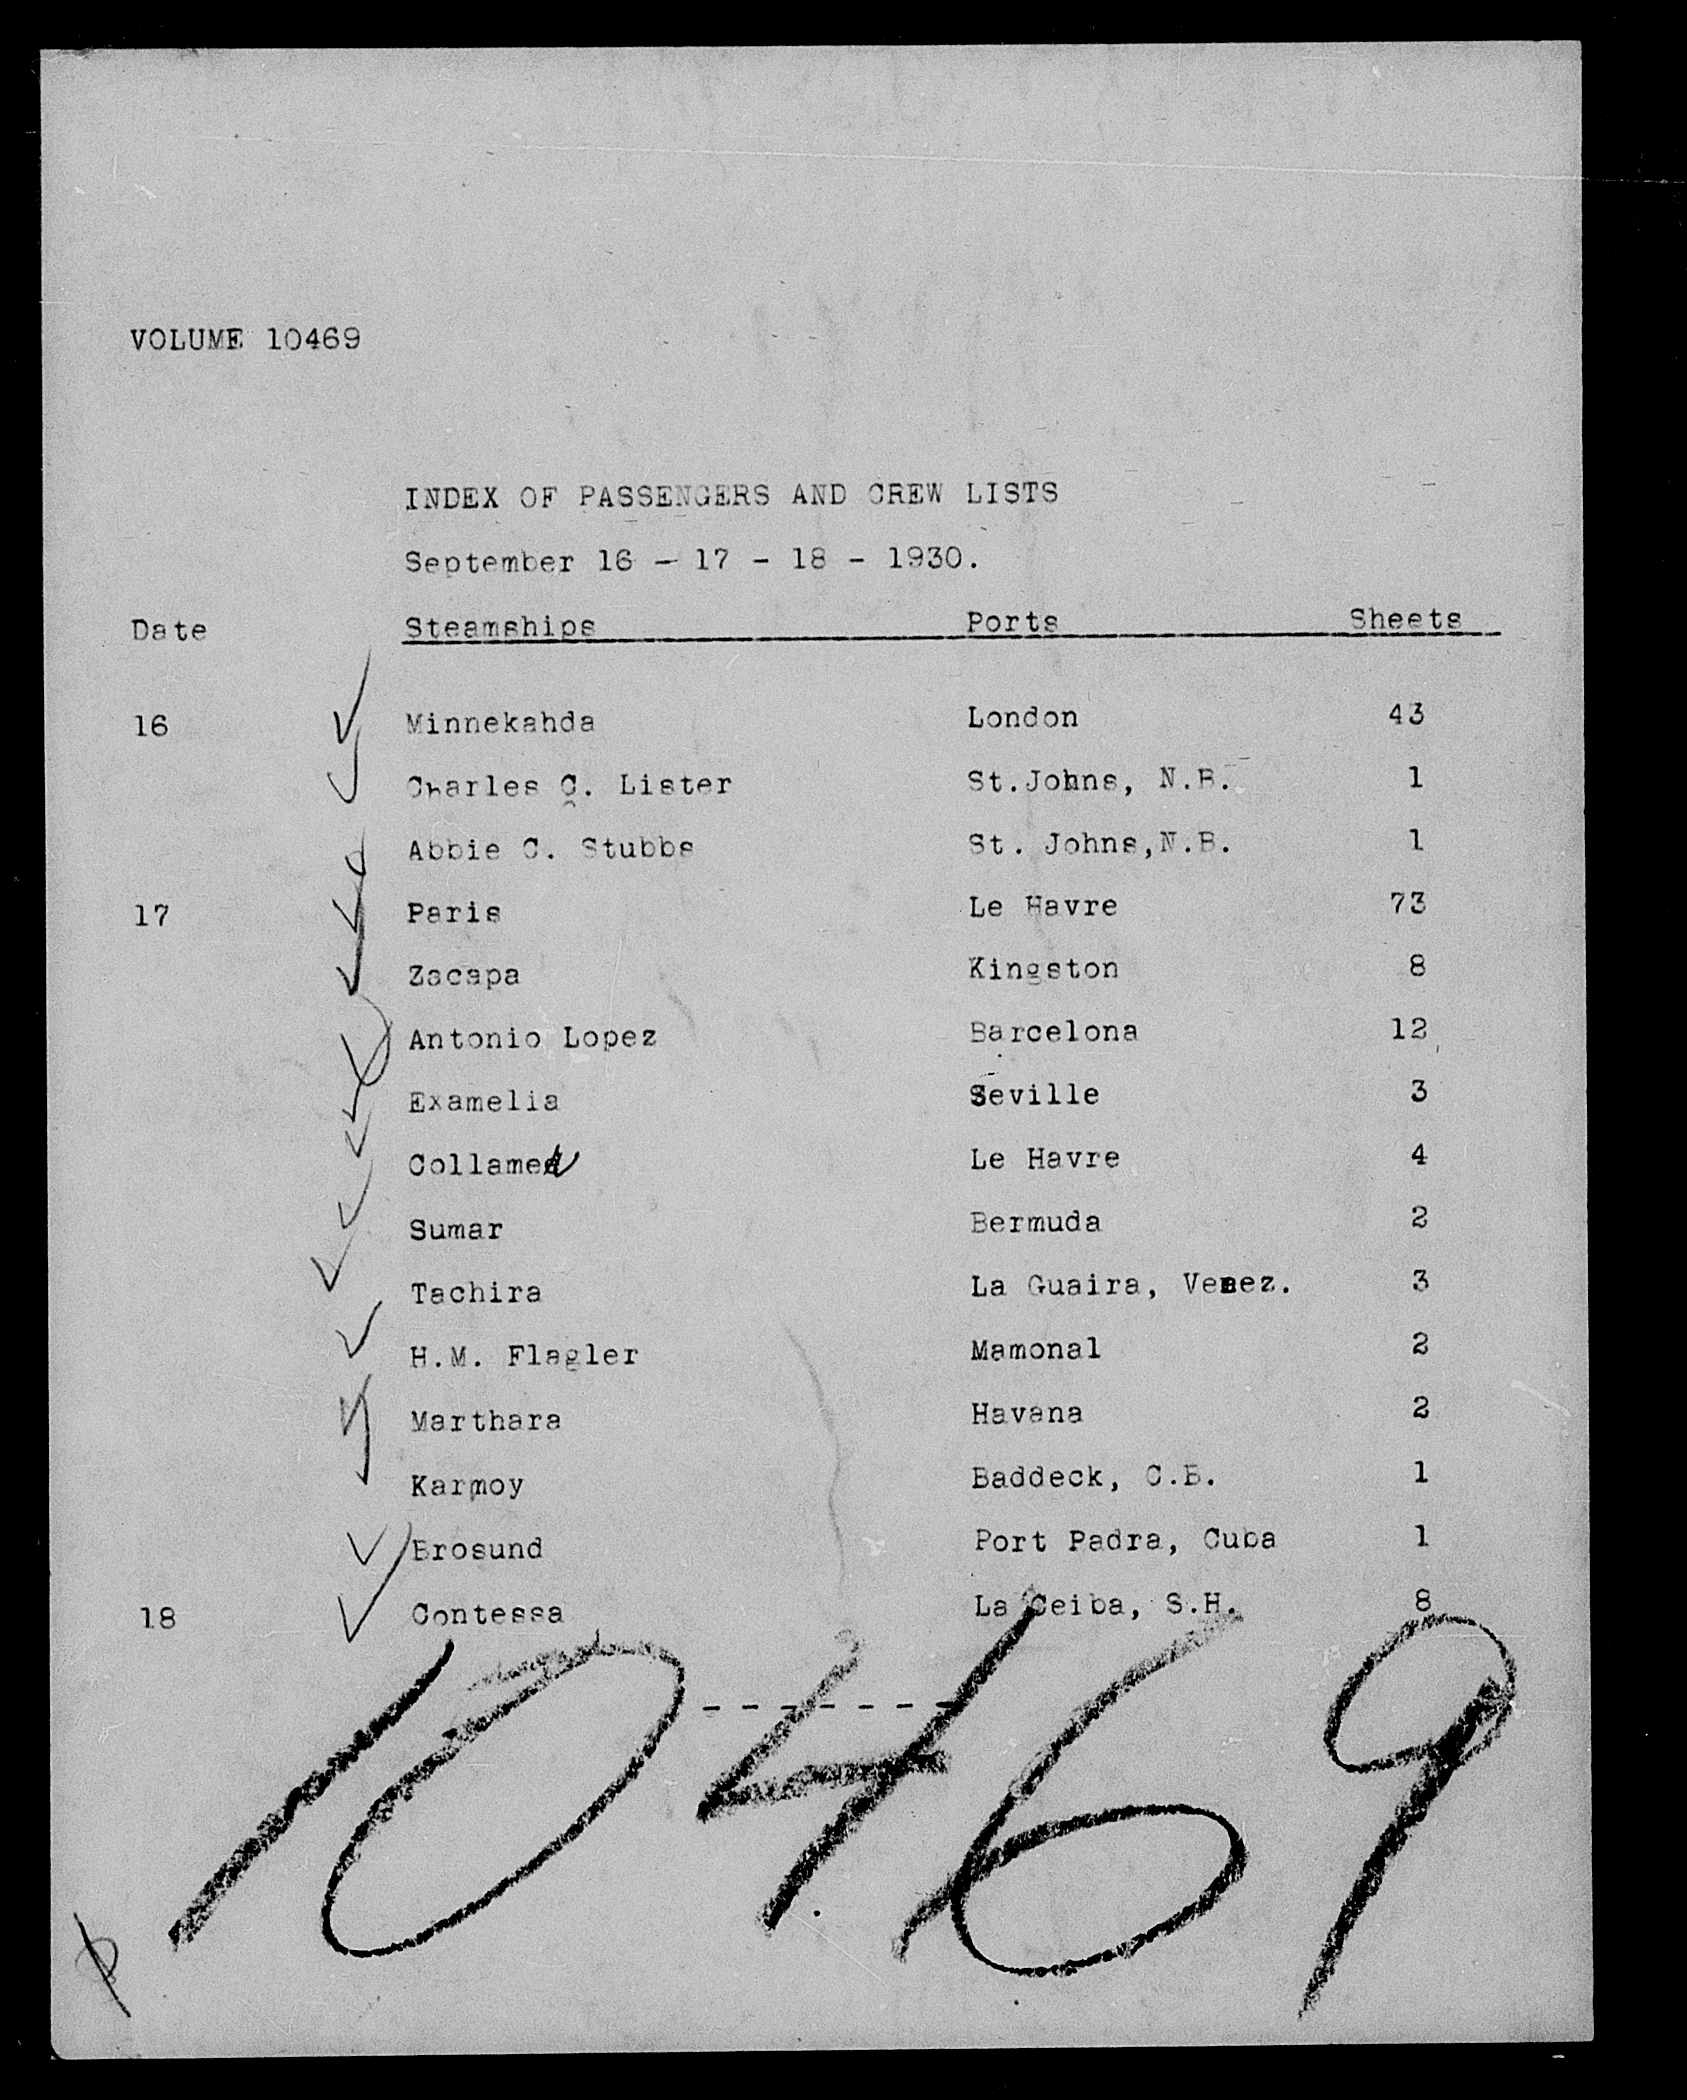 VOLUME 10469
INDEX OF PASSENGERS AND CREW LISTS
September 16 - 17 - 18 - 1930.
Date Steamships Ports Sheets
16 Minnekahda London 43
Charles C. Lister St.Johns, N.B. 1
Abbie C. Stubbs St. Johns,N.B. 1
17 Paris Le Havre 73
Zacapa Kingston 8
Antonio Lopez Barcelona 12
Examelia Seville 3
Le Havre 4
Sumar Bermuda 2
Tachira La Guaira, Venez. 3
H.M. Flagler Mamonal 2
Marthara Havana 2
Karmoy Baddeck, C.B. 1
Brosund Port Padra, Cuba 1
18 Contessa La Ceiba, S.H. 8
- - - - - - -
10469